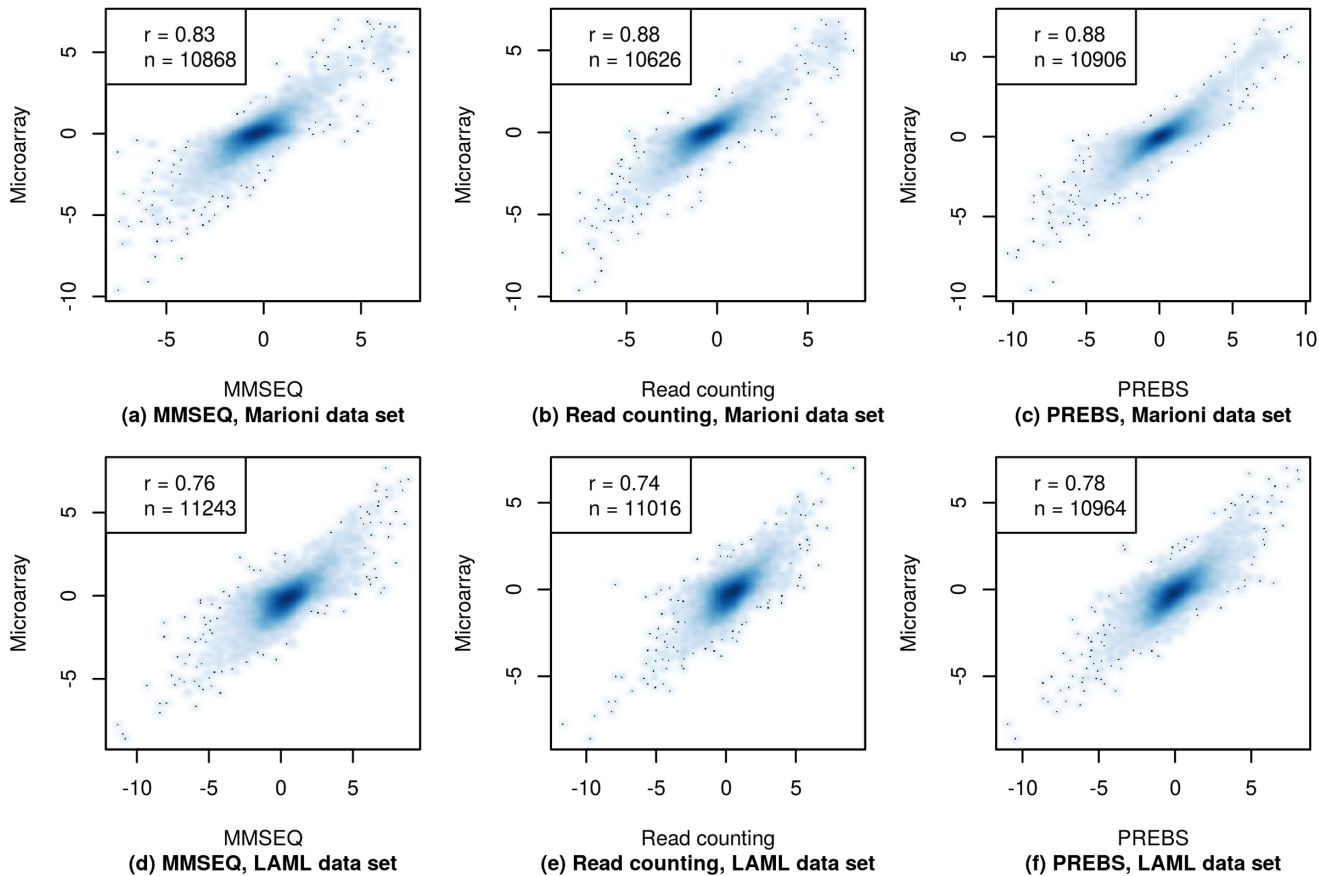 r = 0.83
n = 10868
Microarray
5
0
-5
-10
-5
0
5
MMSEQ
(a) MMSEQ, Marioni data set
r = 0.88
n = 10626
Microarray
5
0
-5
-10
-5
0
5
Read counting
(b) Read counting, Marioni data set
r = 0.88
n = 10906
Microarray
5
0
-5
-10
-10
-5
0
5
10
PREBS
(c) PREBS, Marioni data set
r = 0.76
n = 11243
Microarray
5
0
-5
-10
-5
0
5
MMSEQ
(d) MMSEQ, LAML data set
r = 0.74
n = 11016
Microarray
5
0
-5
-10
-5
0
5
Read counting
(e) Read counting, LAML data set
r = 0.78
n = 10964
Microarray
5
0
-5
-10
-5
0
5
PREBS
(f) PREBS, LAML data set